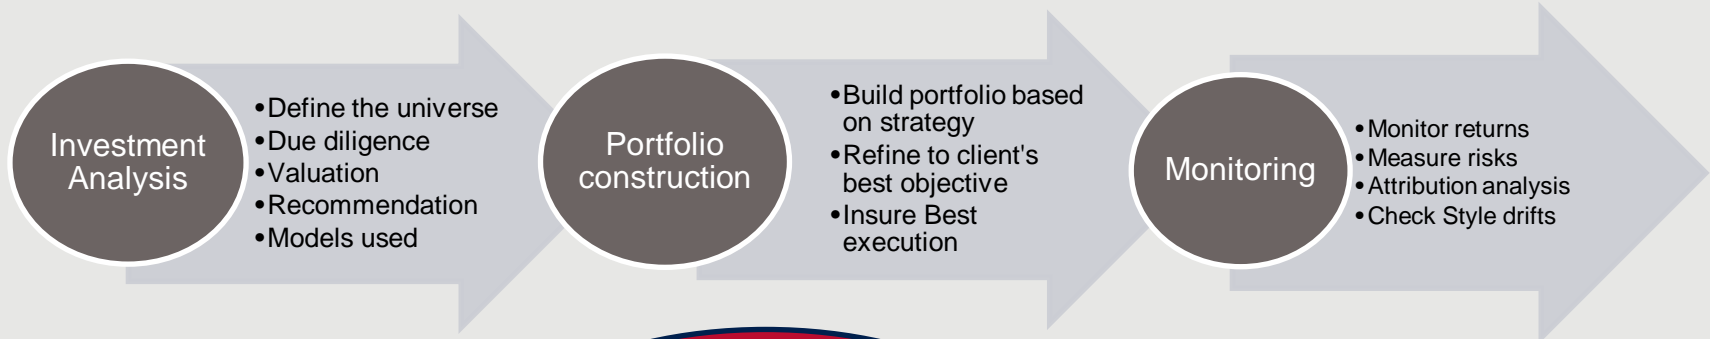 Investment
Analysis
•Define the universe
•Due diligence
•Valuation
•Recommendation
•Models used
Portfolio
construction
•Build portfolio based
on strategy
•Refine to client's
best objective
•Insure Best
execution
Monitoring
•Monitor returns
•Measure risks
•Attribution analysis
•Check Style drifts